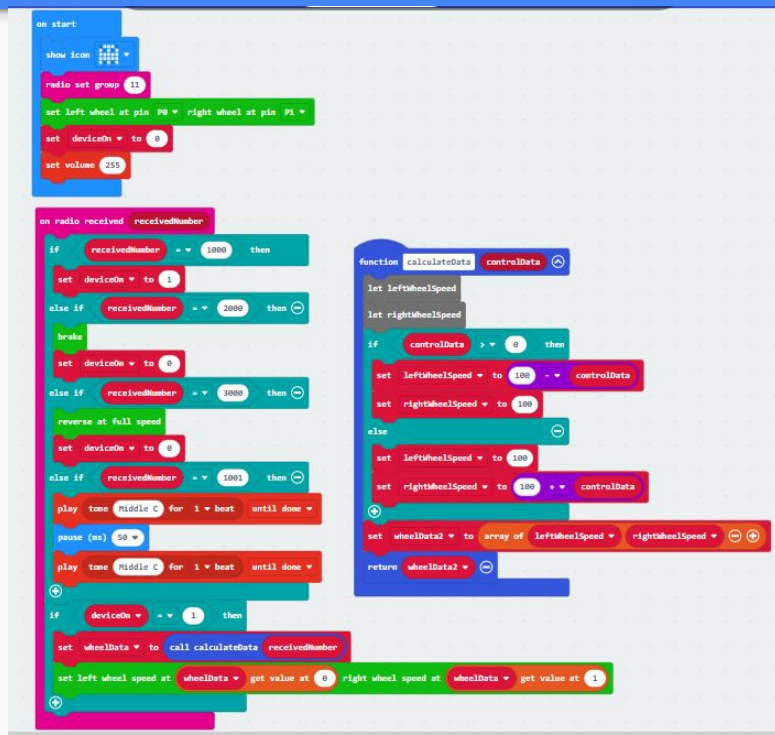 on start
show icon
radio set group 11
set left wheel at pin P0 right wheel at pin P1
set deviceOn to 0
set volume 255
on radio received receivedNumber
if receivedNumber = 1000 then
set deviceOn to 1
else if receivedNumber = 2000 then
brake
set deviceOn to 0
else if receivedNumber = 3000 then
reverse at full speed
set deviceOn to 0
else if receivedNumber = 1001 then
play tone Middle C for 1 beat until done
pause (ms) 50
play tone Middle C for 1 beat until done
if deviceOn = 1 then
set wheelData to call calculateData receivedNumber
set left wheel speed at wheelData get value at 0 right wheel speed at wheelData get value at 1
function calculateData controlData
let leftWheelSpeed
let rightWheelSpeed
if controlData > 0 then
set leftWheelSpeed to 100 - controlData
set rightWheelSpeed to 100
else
set leftWheelSpeed to 100
set rightWheelSpeed to 100 + controlData
set wheelData2 to array of leftWheelSpeed rightWheelSpeed
return wheelData2